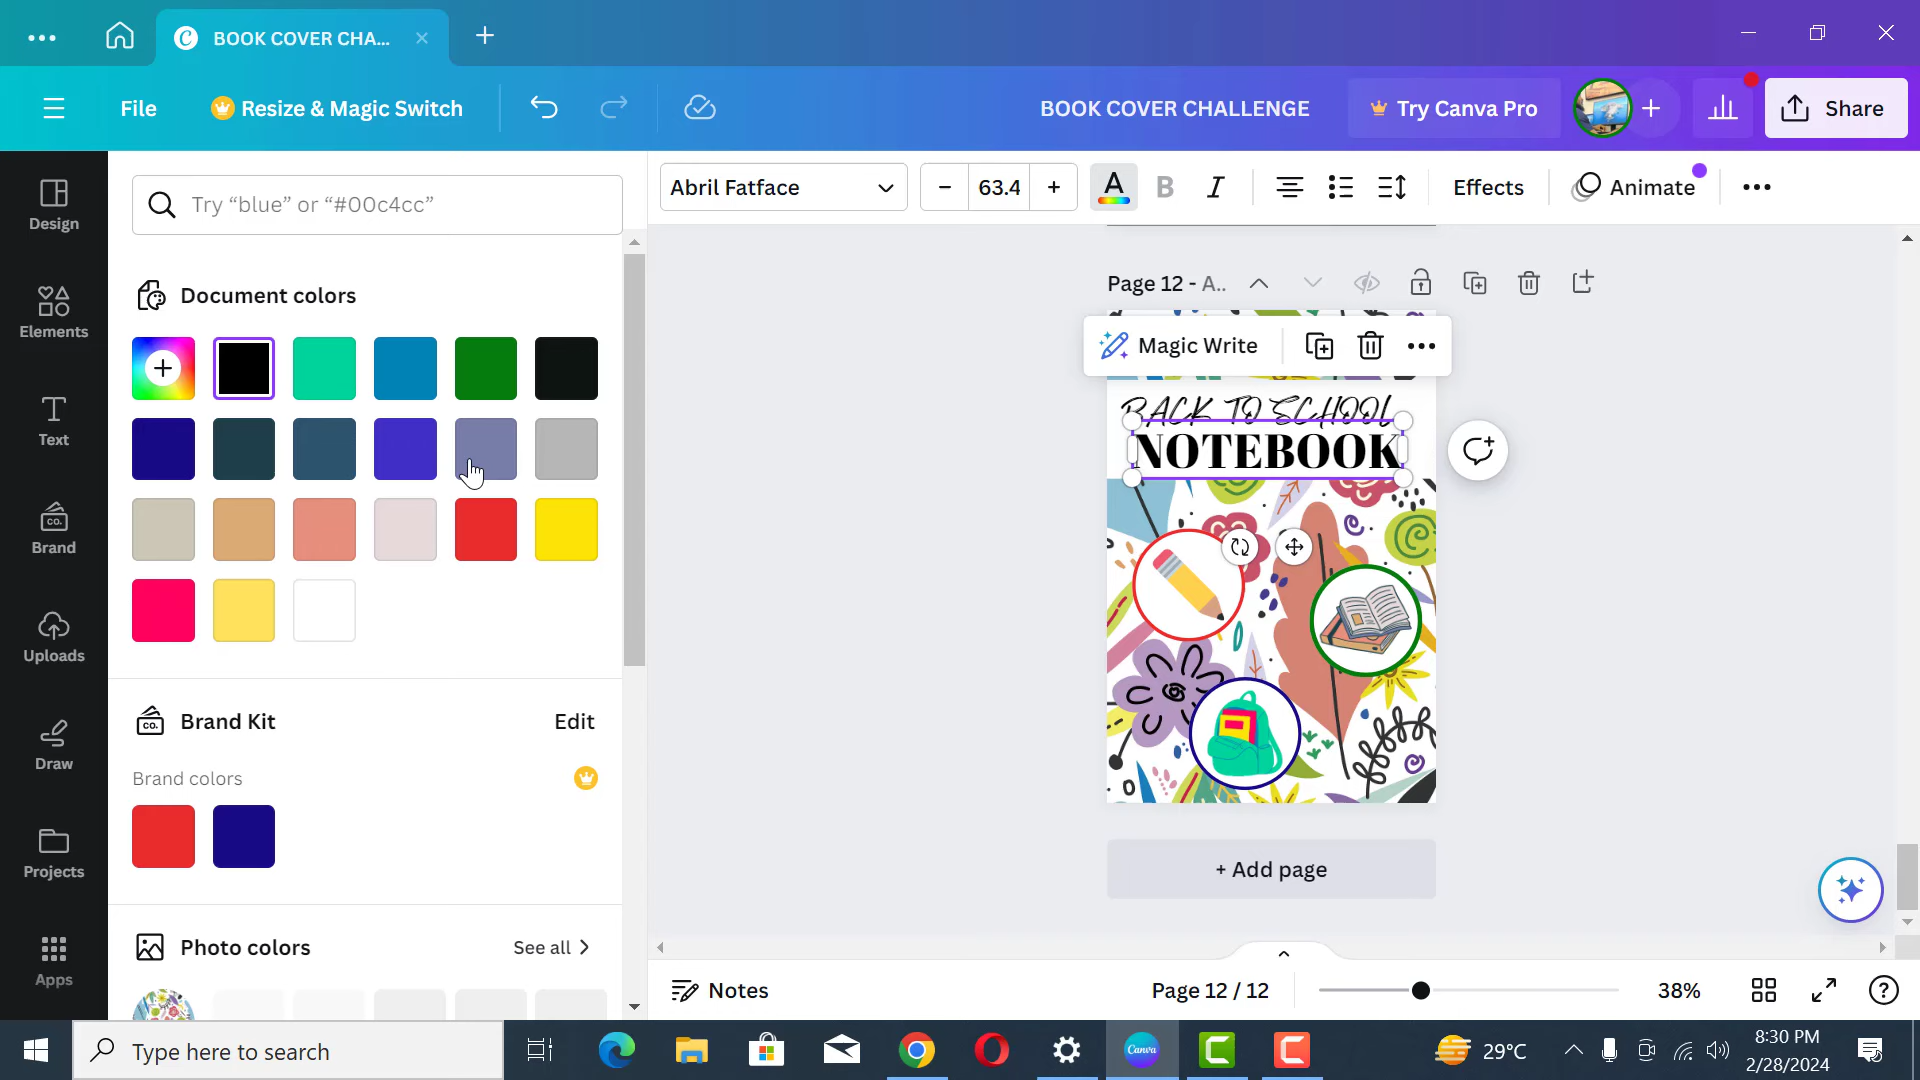 BOOK COVER CHA...
File
Resize & Magic Switch
BOOK COVER CHALLENGE
Try Canva Pro
Share
Design
Elements
Text
Brand
Uploads
Draw
Projects
Apps
Try “blue” or “#00c4cc”
Document colors
Brand Kit
Edit
Brand colors
Photo colors
See all
Abril Fatface
63.4
Effects
Animate
Page 12 - A..
Magic Write
BACK TO SCHOOL
NOTEBOOK
+ Add page
Notes
Page 12 / 12
38%
Type here to search
Canva
29°C
8:30 PM
2/28/2024